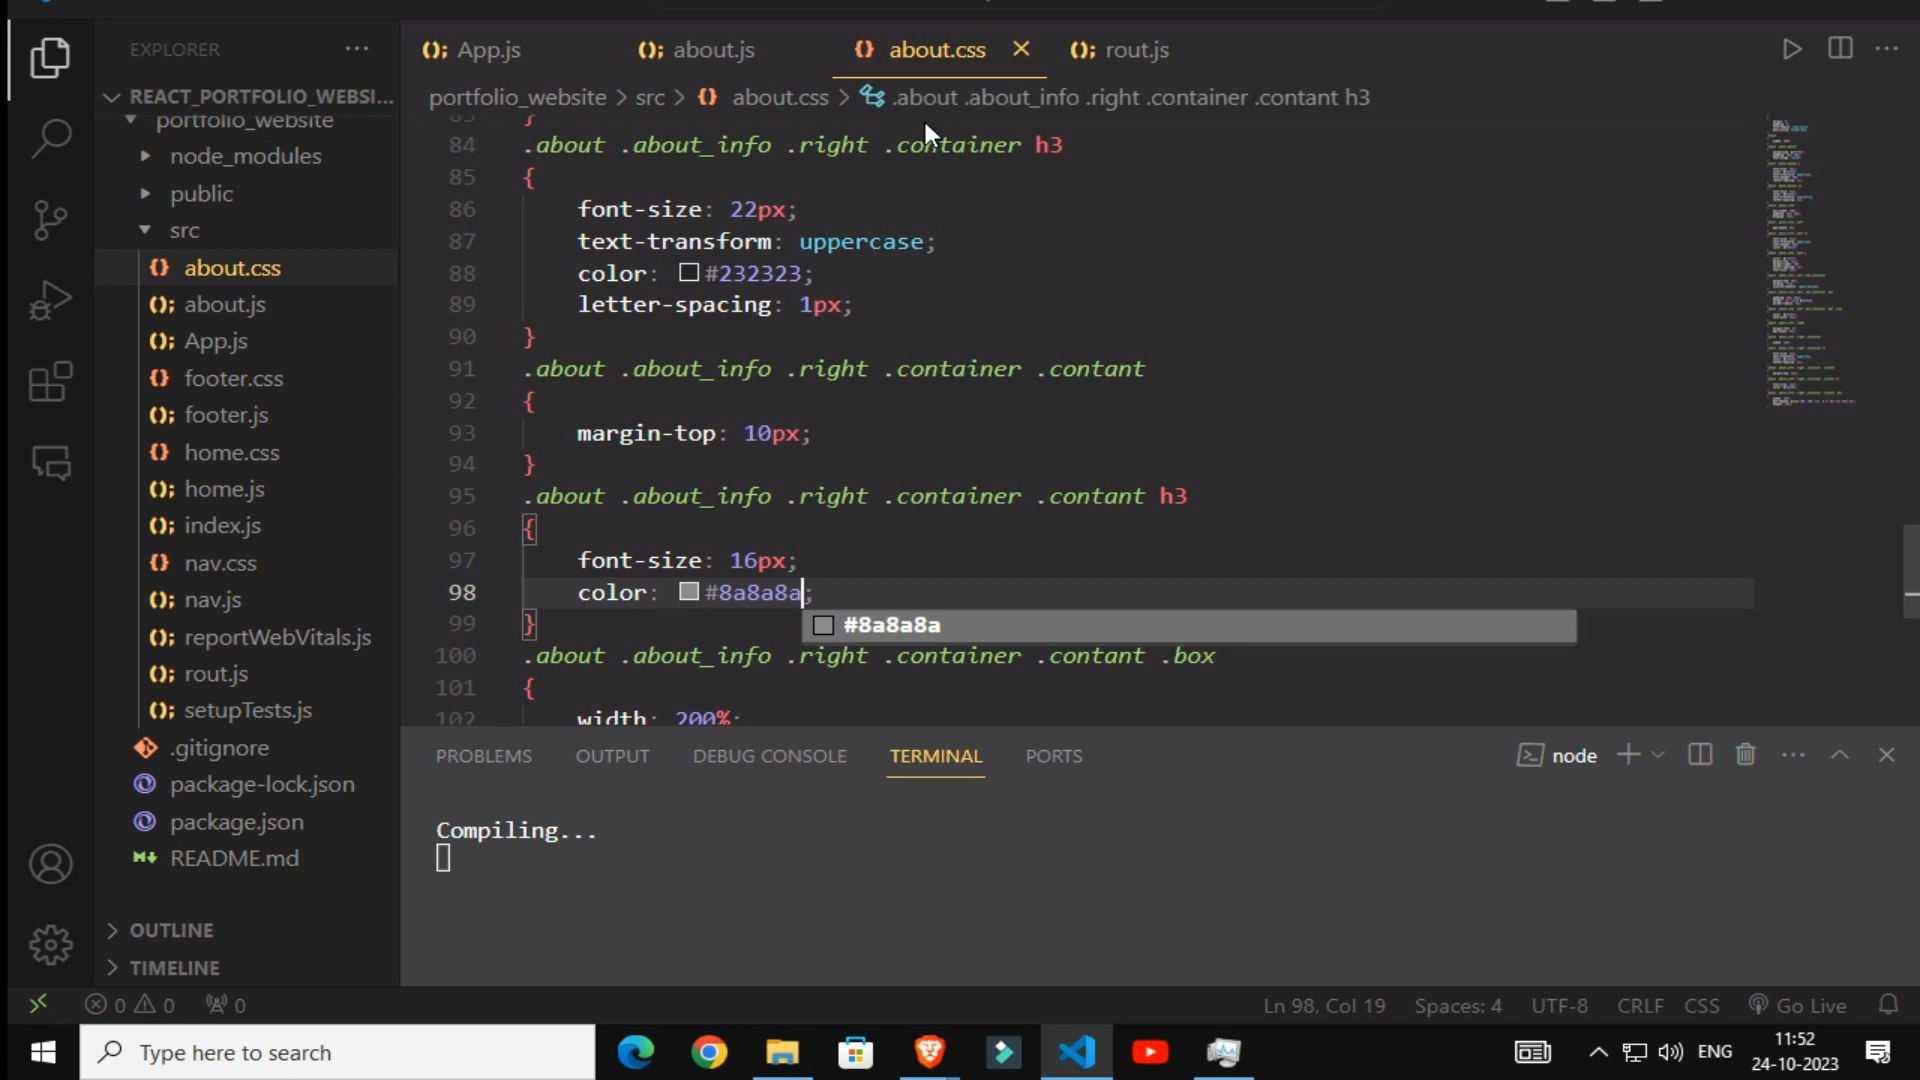 EXPLORER
REACT_PORTFOLIO_WEBSI...
portfolio_website
node_modules
public
src
about.css
about.js
App.js
footer.css
footer.js
home.css
home.js
index.js
nav.css
nav.js
reportWebVitals.js
rout.js
setupTests.js
.gitignore
package-lock.json
package.json
README.md
OUTLINE
TIMELINE
App.js about.js about.css rout.js
portfolio_website > src > about.css > .about .about_info .right .container .contant h3
83 }
84 .about .about_info .right .container h3
85 {
86 font-size: 22px;
87 text-transform: uppercase;
88 color: #232323;
89 letter-spacing: 1px;
90 }
91 .about .about_info .right .container .contant
92 {
93 margin-top: 10px;
94 }
95 .about .about_info .right .container .contant h3
96 {
97 font-size: 16px;
98 color: #8a8a8a;
99 }
#8a8a8a
100 .about .about_info .right .container .contant .box
101 {
102 width: 200%;
PROBLEMS OUTPUT DEBUG CONSOLE TERMINAL PORTS
node
Compiling...
0 0 0
Ln 98, Col 19 Spaces: 4 UTF-8 CRLF CSS Go Live
Type here to search
ENG
11:52
24-10-2023